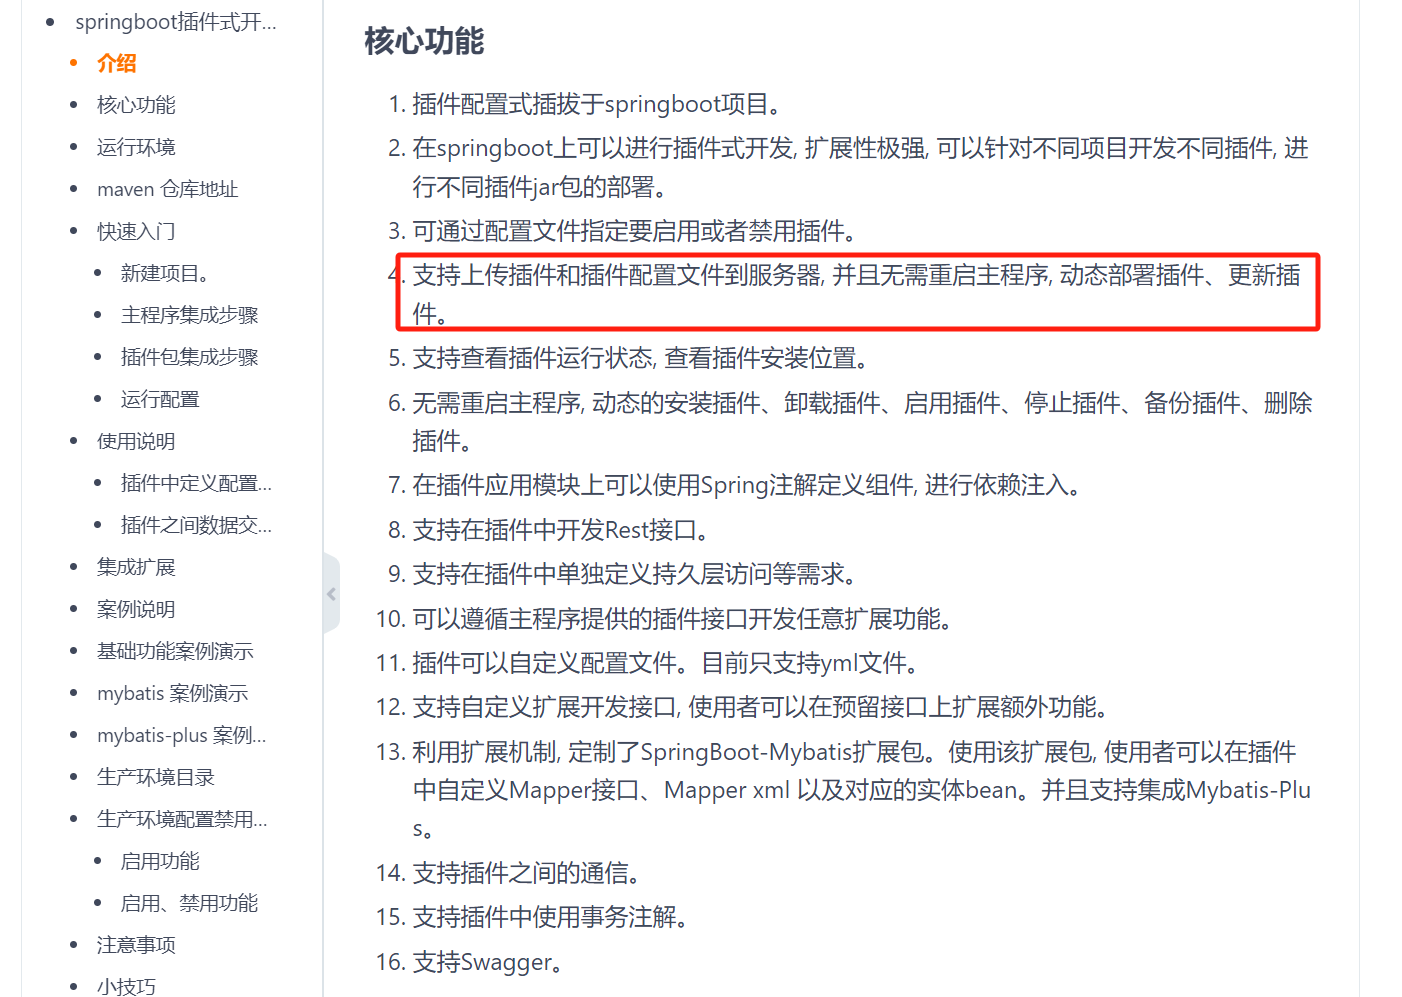 springboot插件式开...
介绍
核心功能
运行环境
maven 仓库地址
快速入门
新建项目。
主程序集成步骤
插件包集成步骤
运行配置
使用说明
插件中定义配置...
插件之间数据交...
集成扩展
案例说明
基础功能案例演示
mybatis 案例演示
mybatis-plus 案例...
生产环境目录
生产环境配置禁用...
启用功能
启用、禁用功能
注意事项
小技巧
核心功能
1. 插件配置式插拔于springboot项目。
2. 在springboot上可以进行插件式开发, 扩展性极强, 可以针对不同项目开发不同插件, 进
行不同插件jar包的部署。
3. 可通过配置文件指定要启用或者禁用插件。
4. 支持上传插件和插件配置文件到服务器, 并且无需重启主程序, 动态部署插件、更新插
件。
5. 支持查看插件运行状态, 查看插件安装位置。
6. 无需重启主程序, 动态的安装插件、卸载插件、启用插件、停止插件、备份插件、删除
插件。
7. 在插件应用模块上可以使用Spring注解定义组件, 进行依赖注入。
8. 支持在插件中开发Rest接口。
9. 支持在插件中单独定义持久层访问等需求。
10. 可以遵循主程序提供的插件接口开发任意扩展功能。
11. 插件可以自定义配置文件。目前只支持yml文件。
12. 支持自定义扩展开发接口, 使用者可以在预留接口上扩展额外功能。
13. 利用扩展机制, 定制了SpringBoot-Mybatis扩展包。使用该扩展包, 使用者可以在插件
中自定义Mapper接口、Mapper xml 以及对应的实体bean。并且支持集成Mybatis-Plu
s。
14. 支持插件之间的通信。
15. 支持插件中使用事务注解。
16. 支持Swagger。